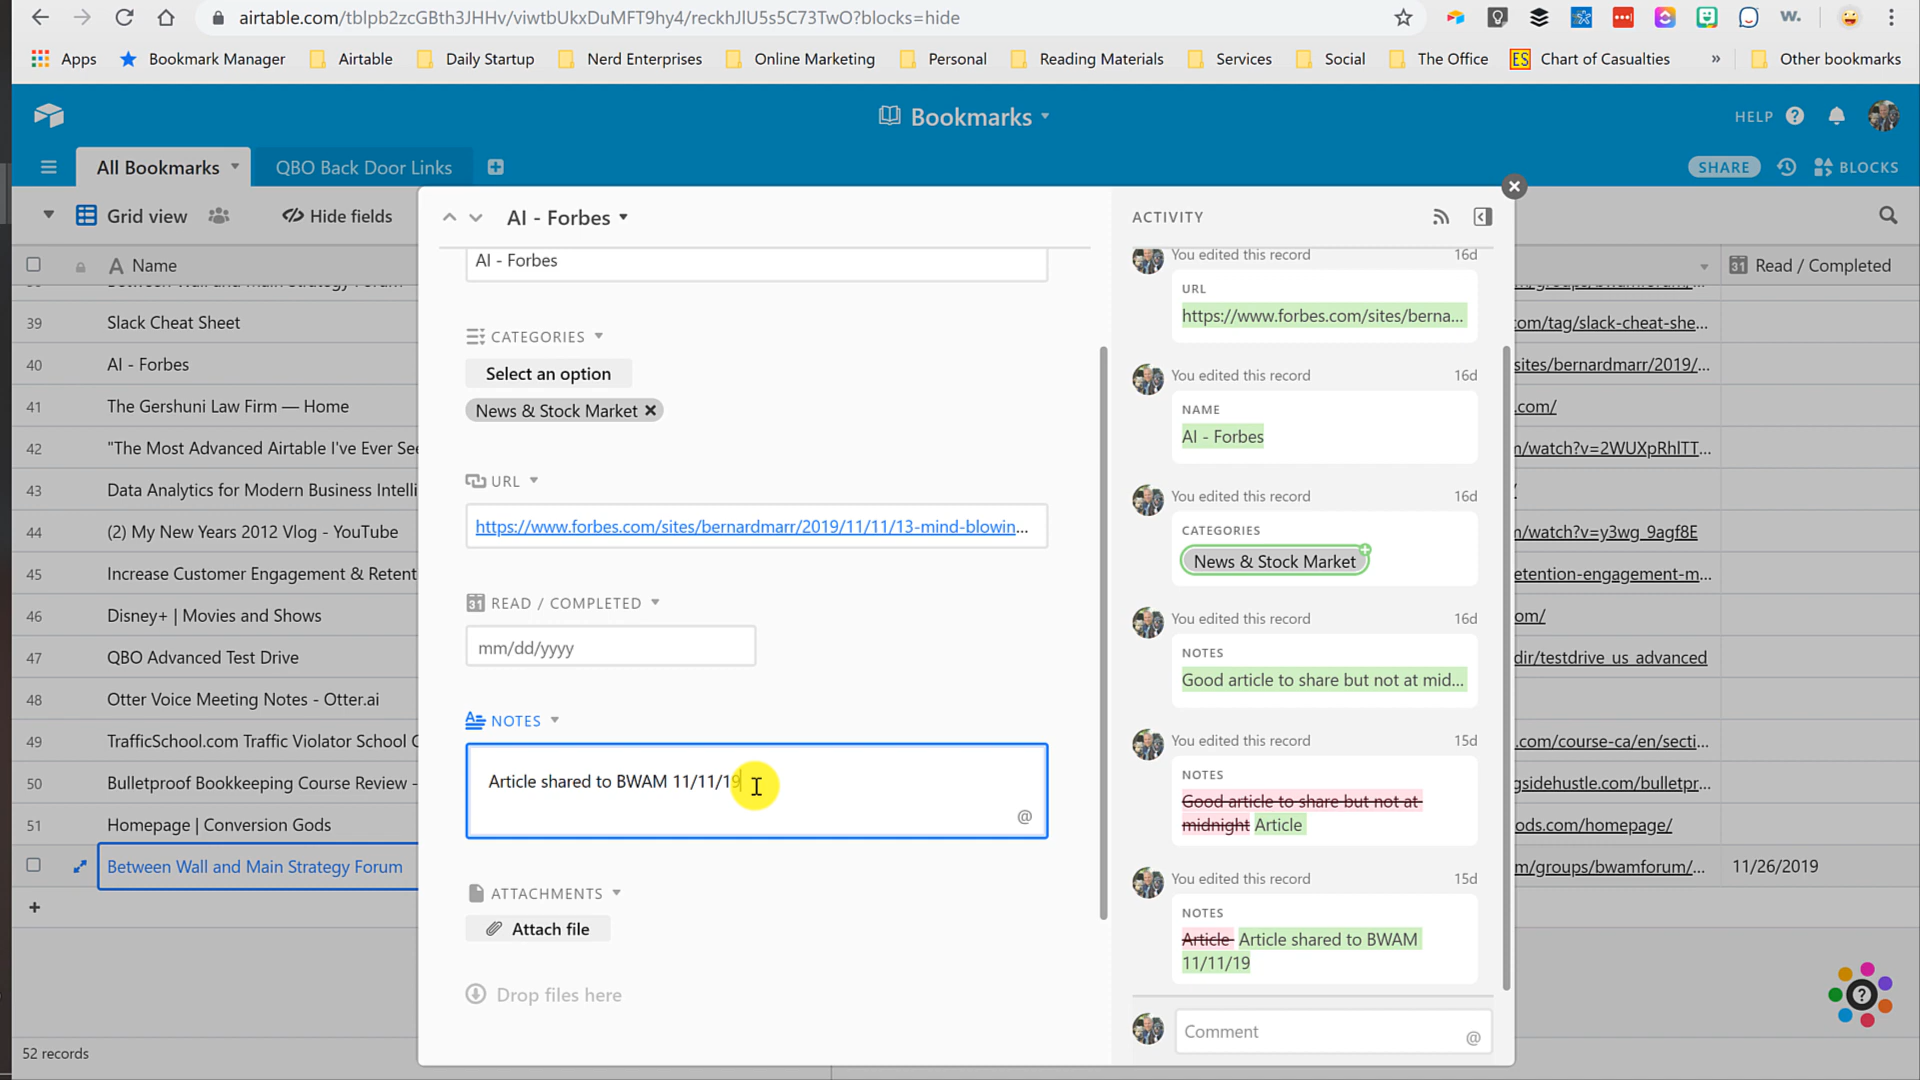 airtable.com/tblpb2zcGBth3JHHv/viwtbUkxDuMFT9hy4/reckhJlU5s5C73TwO?blocks=hide
w.
Apps
Bookmark Manager
Airtable
Daily Startup
Nerd Enterprises
Online Marketing
Personal
Reading Materials
Services
Social
The Office
ES Chart of Casualties
»
Other bookmarks
Bookmarks
HELP
All Bookmarks
QBO Back Door Links
SHARE
BLOCKS
Grid view
Hide fields
AI - Forbes
ACTIVITY
Name
31 Read / Completed
39 Slack Cheat Sheet
com/tag/slack-cheat-she...
40 AI - Forbes
sites/bernardmarr/2019/...
41 The Gershuni Law Firm — Home
.com/
42 "The Most Advanced Airtable I've Ever See
n/watch?v=2WUXpRhlTT...
43 Data Analytics for Modern Business Intelli
44 (2) My New Years 2012 Vlog - YouTube
m/watch?v=y3wg_9agf8E
45 Increase Customer Engagement & Retent
etention-engagement-m...
46 Disney+ | Movies and Shows
om/
47 QBO Advanced Test Drive
dir/testdrive_us_advanced
48 Otter Voice Meeting Notes - Otter.ai
49 TrafficSchool.com Traffic Violator School C
.com/course-ca/en/secti...
50 Bulletproof Bookkeeping Course Review -
gsidehustle.com/bulletpr...
51 Homepage | Conversion Gods
ods.com/homepage/
Between Wall and Main Strategy Forum
m/groups/bwamforum/...
11/26/2019
+
52 records
AI - Forbes
CATEGORIES
Select an option
News & Stock Market
URL
https://www.forbes.com/sites/bernardmarr/2019/11/11/13-mind-blowin...
31 READ / COMPLETED
mm/dd/yyyy
NOTES
Article shared to BWAM 11/11/19
@
ATTACHMENTS
Attach file
Drop files here
You edited this record 16d
URL
https://www.forbes.com/sites/berna...
You edited this record 16d
NAME
AI - Forbes
You edited this record 16d
CATEGORIES
News & Stock Market
You edited this record 16d
NOTES
Good article to share but not at mid...
You edited this record 15d
NOTES
Good article to share but not at
midnight Article
You edited this record 15d
NOTES
Article Article shared to BWAM
11/11/19
Comment
@